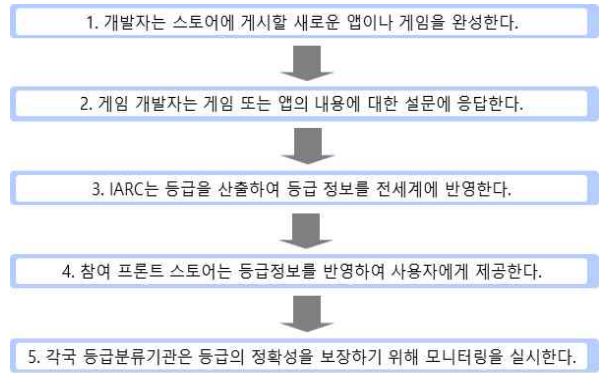 1. 개발자는 스토어에 게시할 새로운 앱이나 게임을 완성한다.
2. 게임 개발자는 게임 또는 앱의 내용에 대한 설문에 응답한다.
3. IARC는 등급을 산출하여 등급 정보를 전세계에 반영한다.
4. 참여 프론트 스토어는 등급정보를 반영하여 사용자에게 제공한다.
5. 각국 등급분류기관은 등급의 정확성을 보장하기 위해 모니터링을 실시한다.